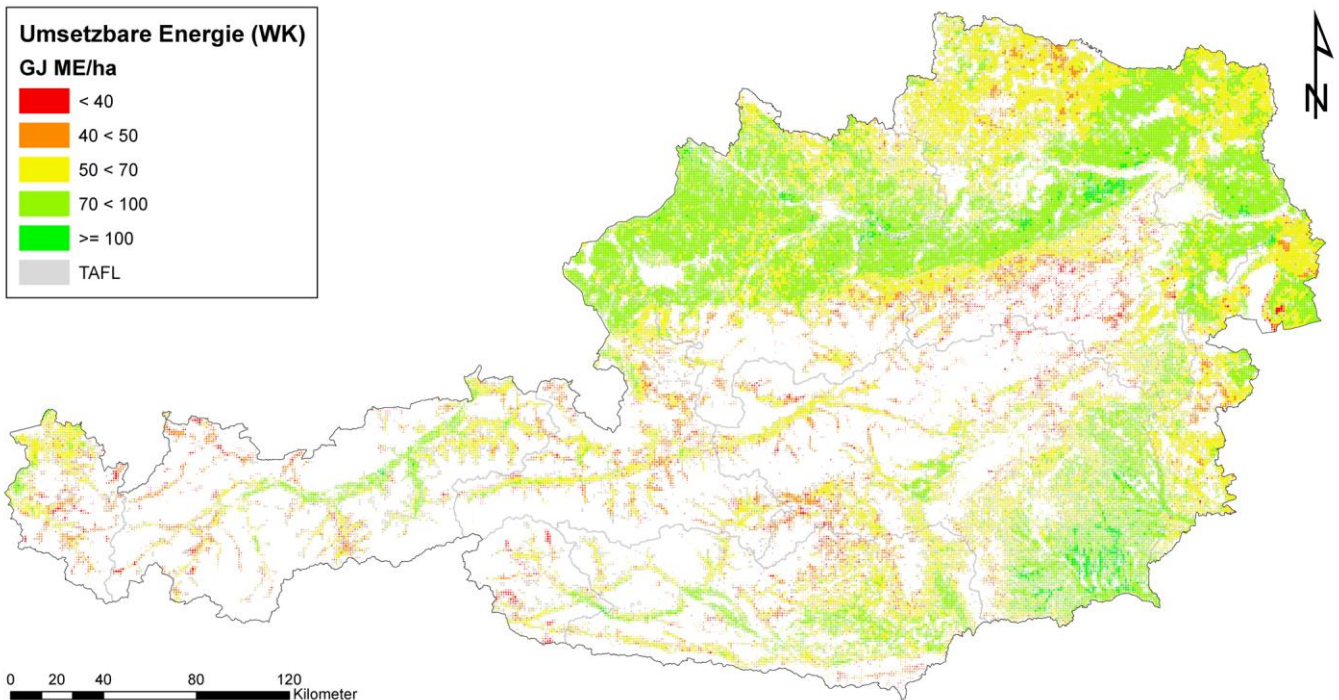 Umsetzbare Energie (WK)
GJ ME/ha
< 40
40 < 50
50 < 70
70 < 100
>= 100
TAFL
N
0 20 40 80 120
Kilometer